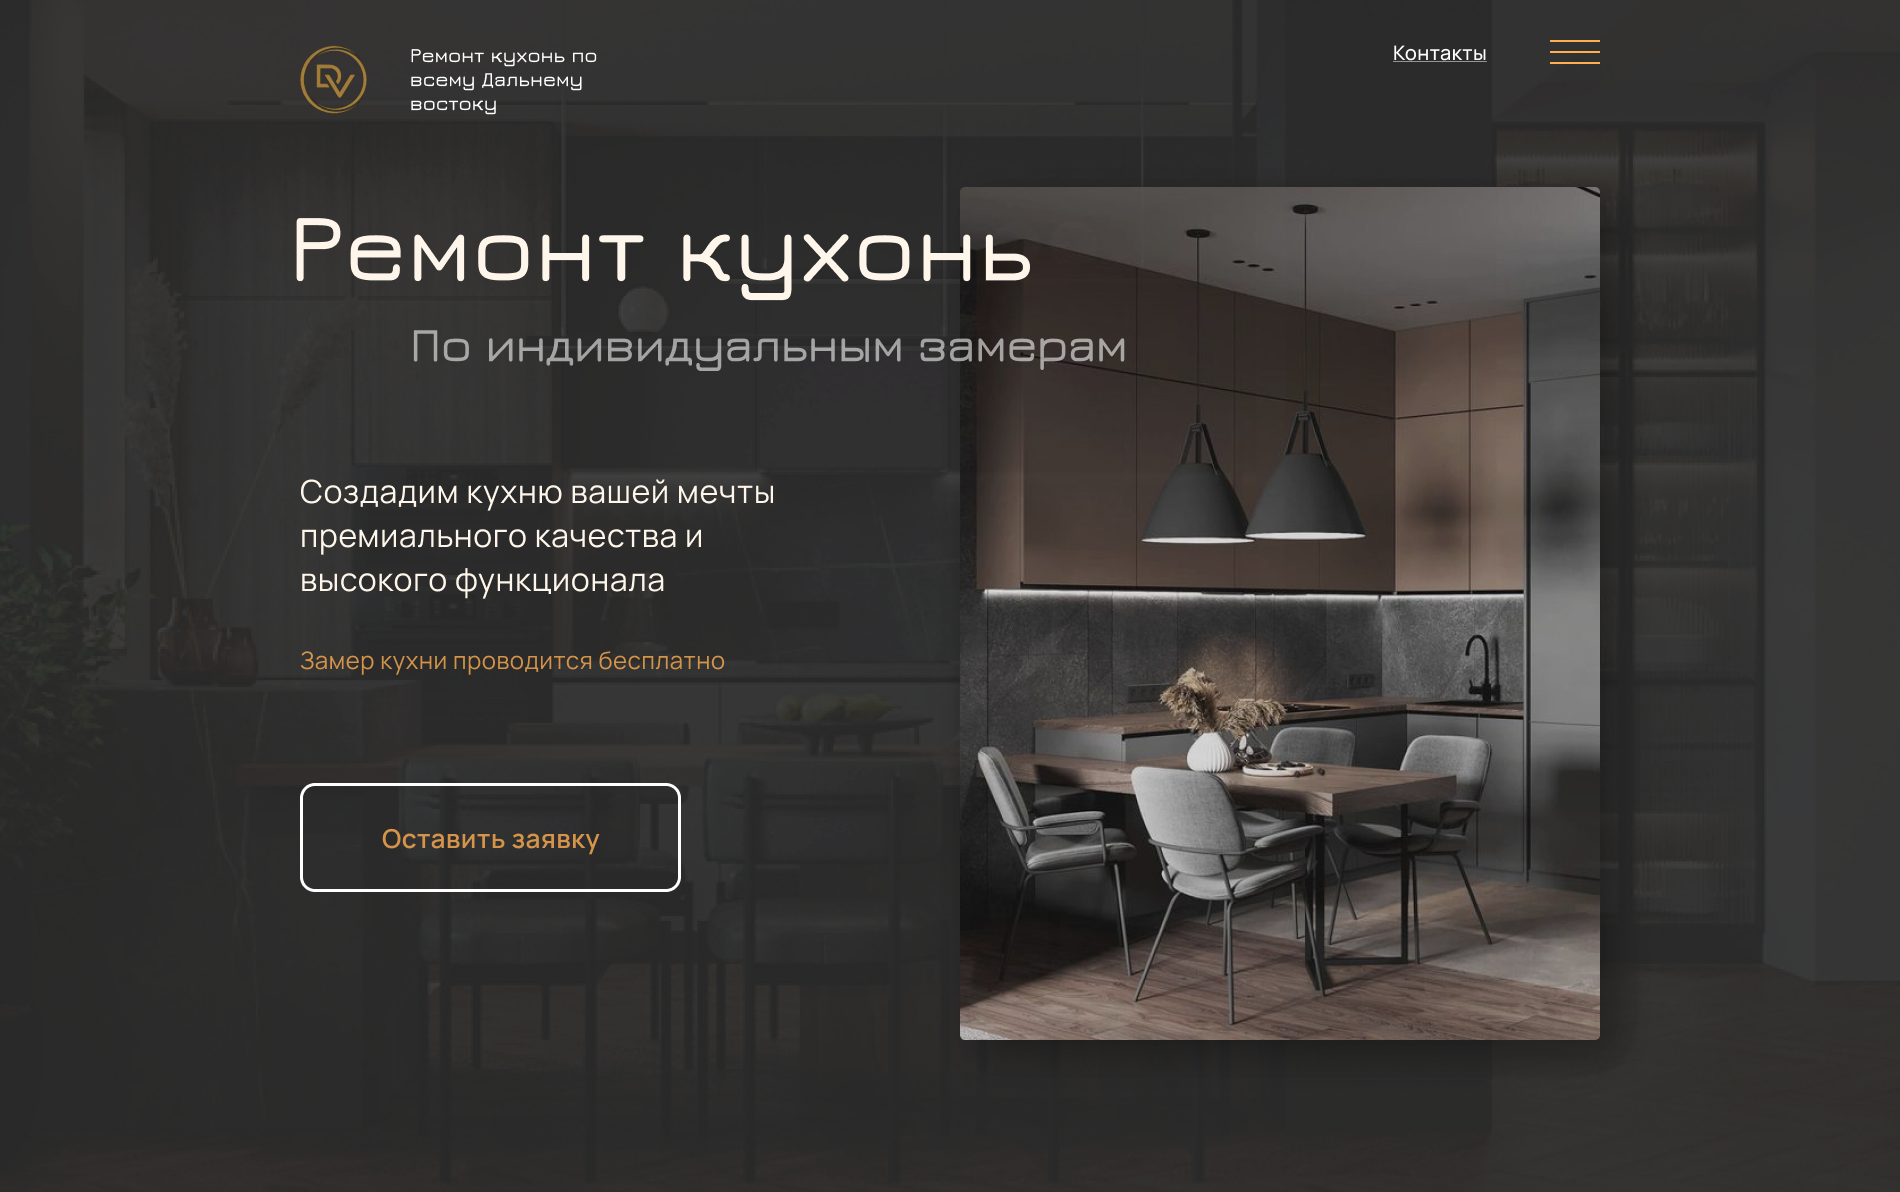 DV
Ремонт кухонь по
всему Дальнему
востоку
Контакты
Ремонт кухонь
По индивидуальным замерам
Создадим кухню вашей мечты
премиального качества и
высокого функционала
Замер кухни проводится бесплатно
Оставить заявку